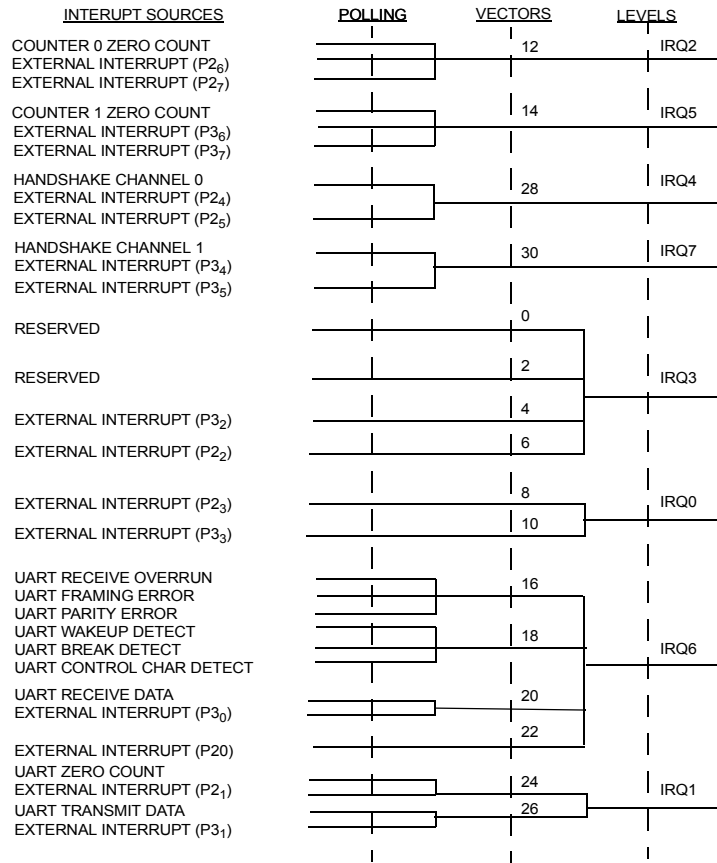 INTERUPT SOURCES POLLING VECTORS LEVELS
COUNTER 0 ZERO COUNT 12 IRQ2
EXTERNAL INTERRUPT (P2₆)
EXTERNAL INTERRUPT (P2₇)
COUNTER 1 ZERO COUNT 14 IRQ5
EXTERNAL INTERRUPT (P3₆)
EXTERNAL INTERRUPT (P3₇)
HANDSHAKE CHANNEL 0 28 IRQ4
EXTERNAL INTERRUPT (P2₄)
EXTERNAL INTERRUPT (P2₅)
HANDSHAKE CHANNEL 1 30 IRQ7
EXTERNAL INTERRUPT (P3₄)
EXTERNAL INTERRUPT (P3₅)
RESERVED 0
RESERVED 2 IRQ3
EXTERNAL INTERRUPT (P3₂) 4
EXTERNAL INTERRUPT (P2₂) 6
EXTERNAL INTERRUPT (P2₃) 8 IRQ0
EXTERNAL INTERRUPT (P3₃) 10
UART RECEIVE OVERRUN 16
UART FRAMING ERROR
UART PARITY ERROR
UART WAKEUP DETECT 18
UART BREAK DETECT IRQ6
UART CONTROL CHAR DETECT
UART RECEIVE DATA 20
EXTERNAL INTERRUPT (P3₀)
EXTERNAL INTERRUPT (P20) 22
UART ZERO COUNT 24
EXTERNAL INTERRUPT (P2₁) IRQ1
UART TRANSMIT DATA 26
EXTERNAL INTERRUPT (P3₁)